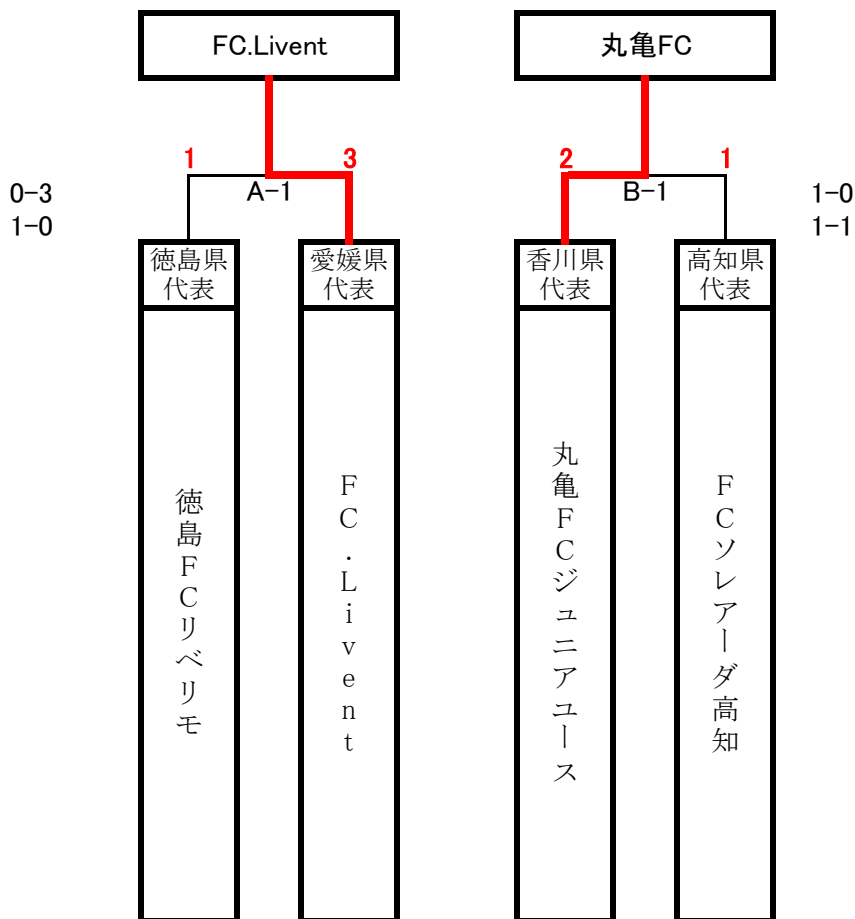 FC.Livent
丸亀FC
1
3
2
1
A-1
B-1
0-3
1-0
1-0
1-1
徳島県
代表
愛媛県
代表
香川県
代表
高知県
代表
徳島FCリベリモ
FC.Livent
丸亀FCジュニアユース
FCソレアーダ高知